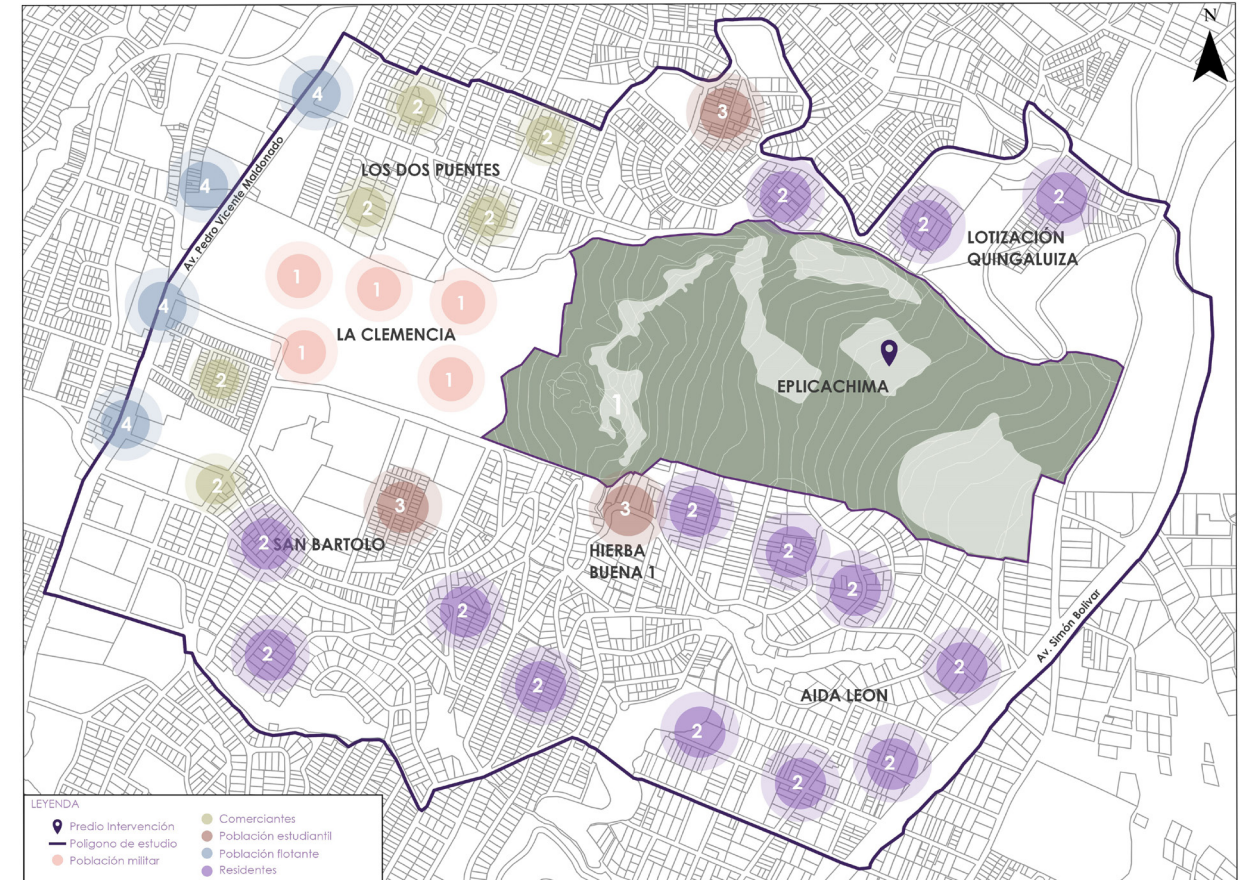 N
4
2
3
2
LOS DOS PUENTES
4
2
2
2
2
2
Av. Pedro Vicente Maldonado
LOTIZACIÓN
QUINGALUIZA
1
1
1
4
LA CLEMENCIA
1
1
2
EPLICACHIMA
1
4
2
3
3
2
2
SAN BARTOLO
HIERBA
BUENA 1
2
2
2
2
2
2
Av. Simón Bolívar
AIDA LEON
2
2
2
2
LEYENDA
Predio Intervención
Polígono de estudio
Población militar
Comerciantes
Población estudiantil
Población flotante
Residentes